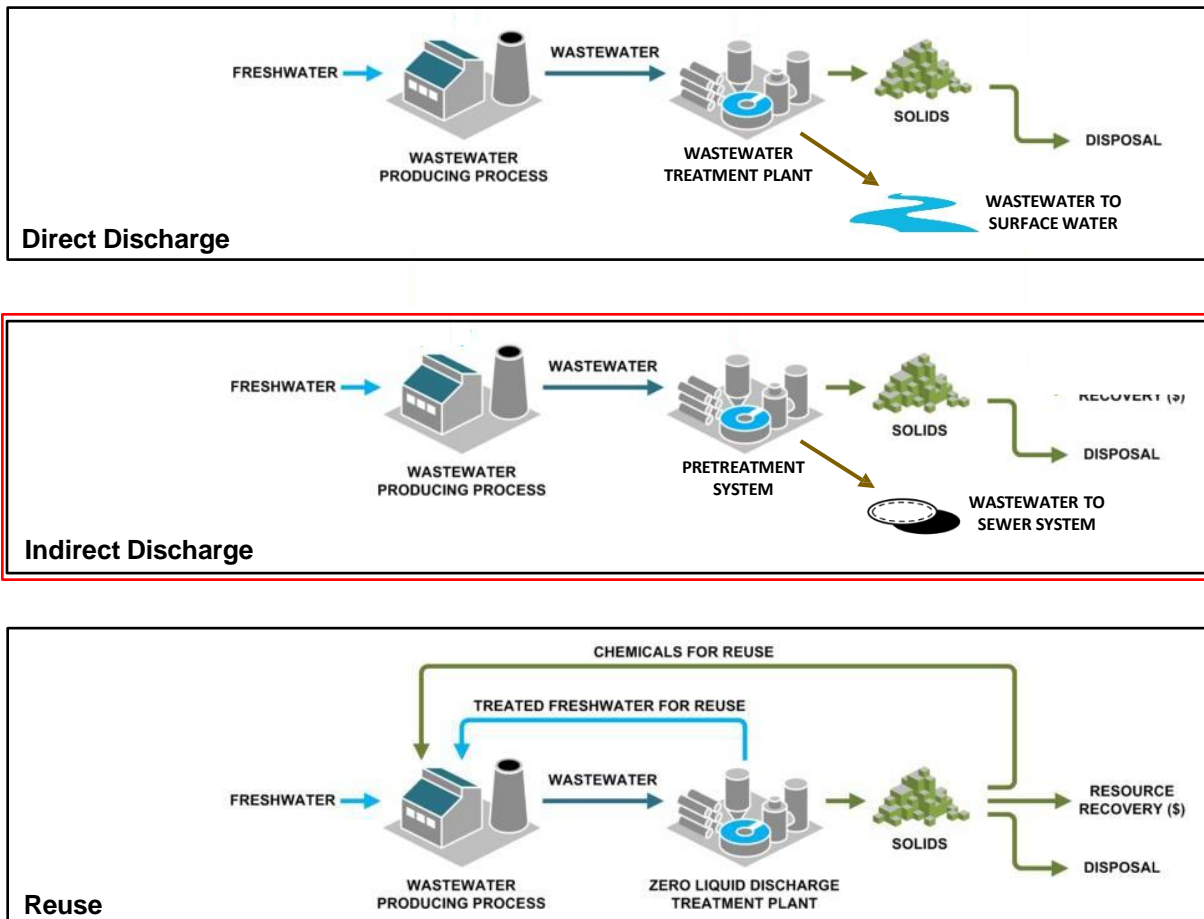 FRESHWATER
WASTEWATER
PRODUCING PROCESS
WASTEWATER
WASTEWATER
TREATMENT PLANT
SOLIDS
DISPOSAL
WASTEWATER TO
SURFACE WATER
Direct Discharge
FRESHWATER
WASTEWATER
PRODUCING PROCESS
WASTEWATER
PRETREATMENT
SYSTEM
SOLIDS
RECOVERY ($)
DISPOSAL
WASTEWATER TO
SEWER SYSTEM
Indirect Discharge
CHEMICALS FOR REUSE
TREATED FRESHWATER FOR REUSE
FRESHWATER
WASTEWATER
PRODUCING PROCESS
WASTEWATER
ZERO LIQUID DISCHARGE
TREATMENT PLANT
SOLIDS
RESOURCE
RECOVERY ($)
DISPOSAL
Reuse